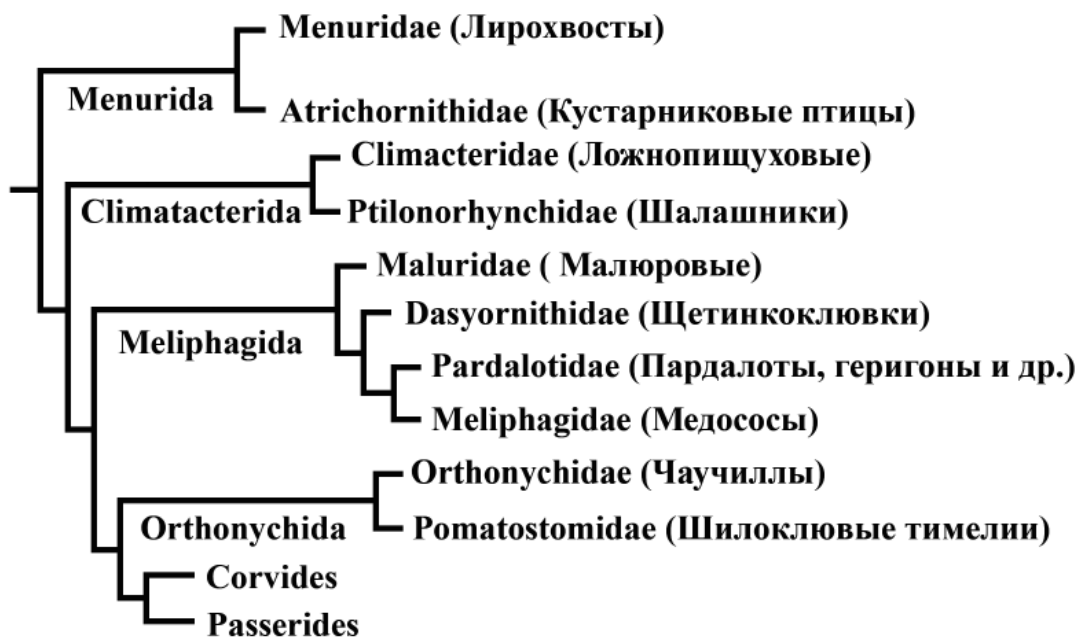 Menuridae (Лирохвосты)
Menurida
Atrichornithidae (Кустарниковые птицы)
Climacteridae (Ложнопищуховые)
Climatacterida
Ptilonorhynchidae (Шалашники)
Maluridae ( Малюровые)
Dasyornithidae (Щетинкоклювки)
Meliphagida
Pardalotidae (Пардалоты, геригоны и др.)
Meliphagidae (Медососы)
Orthonychidae (Чаучиллы)
Orthonychida
Pomatostomidae (Шилоклювые тимелии)
Corvides
Passerides